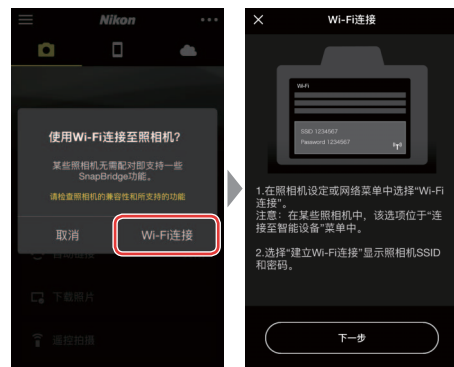 Nikon
使用Wi-Fi连接至照相机?
某些照相机无需配对即支持一些
SnapBridge功能。
请检查照相机的兼容性和所支持的功能
取消
Wi-Fi连接
下载照片
遥控拍摄
Wi-Fi连接
Wi-Fi
SSID 1234567
Password 1234567
1.在照相机设定或网络菜单中选择“Wi-Fi
连接”。
注意：在某些照相机中，该选项位于“连
接至智能设备”菜单中。
2.选择“建立Wi-Fi连接”显示照相机SSID
和密码。
下一步